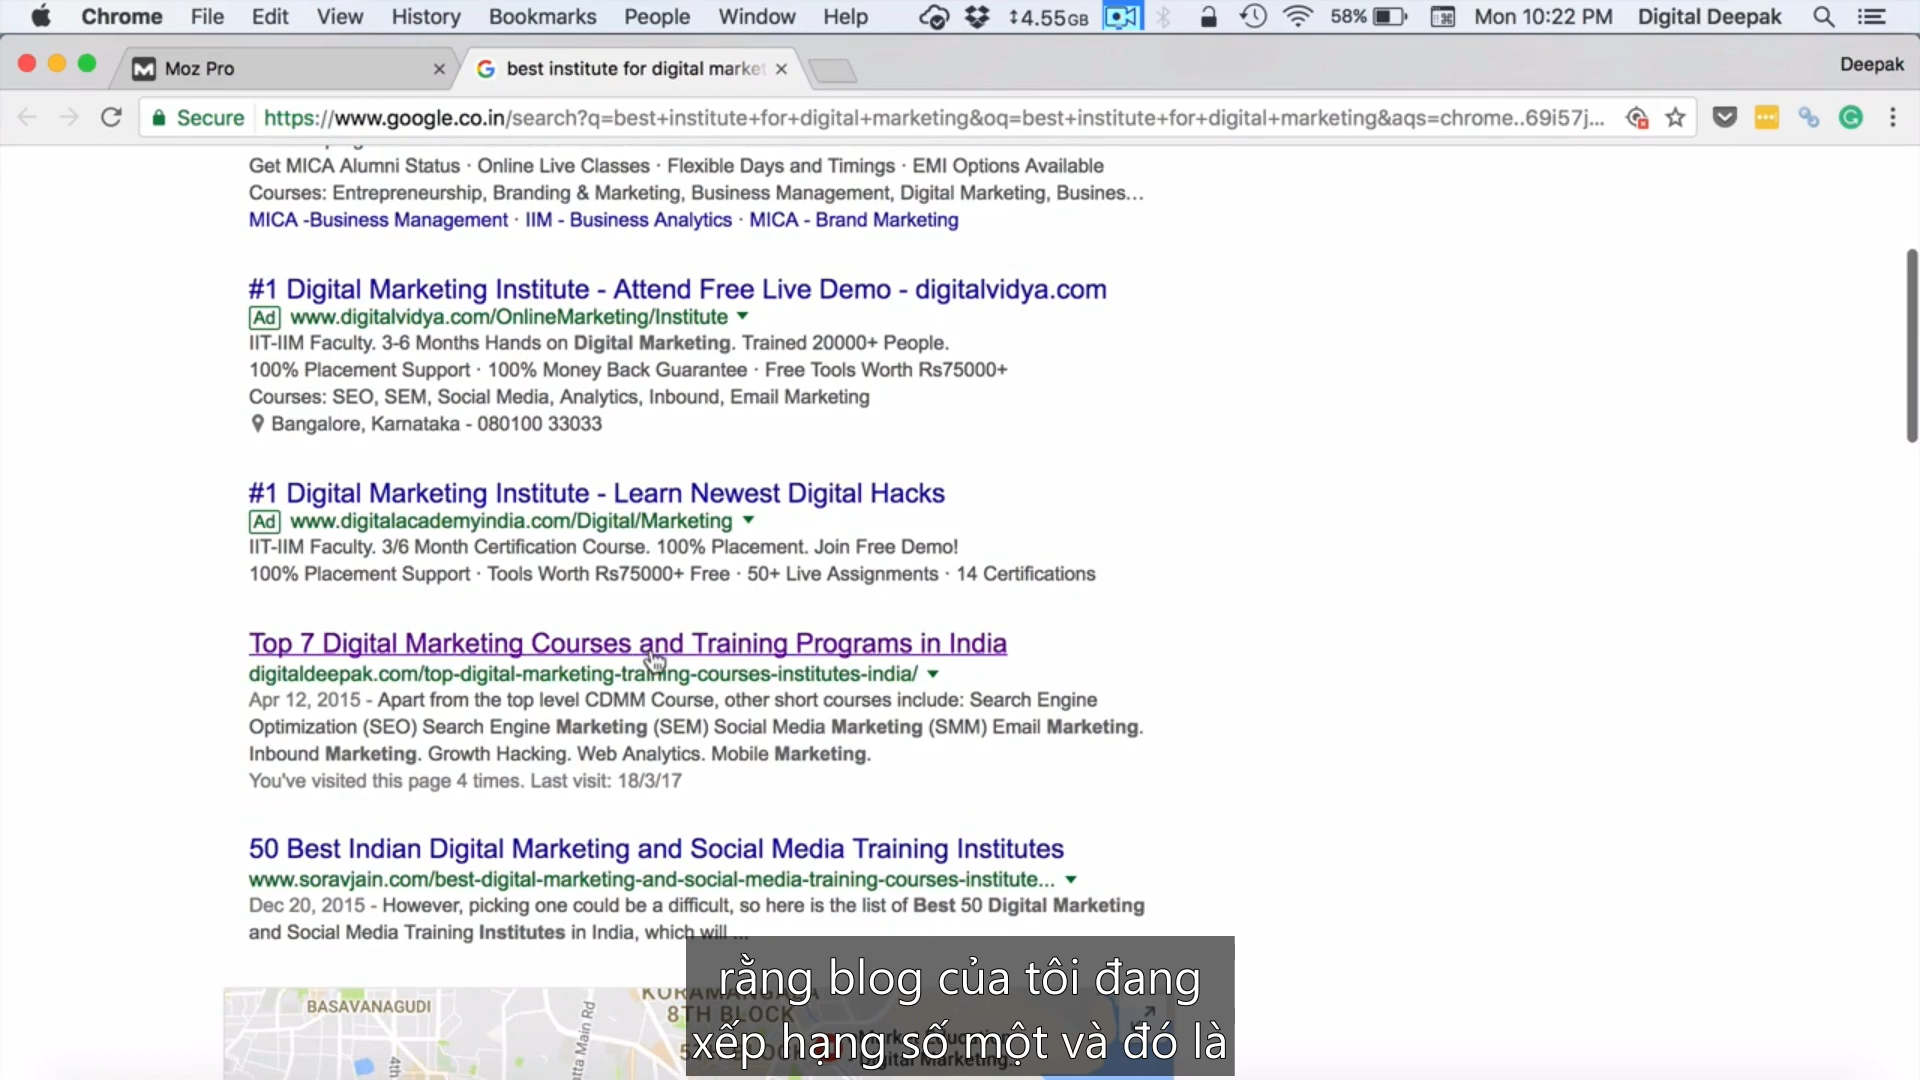 Chrome File Edit View History Bookmarks People Window Help 4.55GB 58% Mon 10:22 PM Digital Deepak
Moz Pro best institute for digital market Deepak
Secure https://www.google.co.in/search?q=best+institute+for+digital+marketing&oq=best+institute+for+digital+marketing&aqs=chrome..69i57j...
Get MICA Alumni Status · Online Live Classes · Flexible Days and Timings · EMI Options Available
Courses: Entrepreneurship, Branding & Marketing, Business Management, Digital Marketing, Busines...
MICA -Business Management · IIM - Business Analytics · MICA - Brand Marketing
#1 Digital Marketing Institute - Attend Free Live Demo - digitalvidya.com
Ad www.digitalvidya.com/OnlineMarketing/Institute
IIT-IIM Faculty. 3-6 Months Hands on Digital Marketing. Trained 20000+ People.
100% Placement Support · 100% Money Back Guarantee · Free Tools Worth Rs75000+
Courses: SEO, SEM, Social Media, Analytics, Inbound, Email Marketing
Bangalore, Karnataka - 080100 33033
#1 Digital Marketing Institute - Learn Newest Digital Hacks
Ad www.digitalacademyindia.com/Digital/Marketing
IIT-IIM Faculty. 3/6 Month Certification Course. 100% Placement. Join Free Demo!
100% Placement Support · Tools Worth Rs75000+ Free · 50+ Live Assignments · 14 Certifications
Top 7 Digital Marketing Courses and Training Programs in India
digitaldeepak.com/top-digital-marketing-training-courses-institutes-india/
Apr 12, 2015 - Apart from the top level CDMM Course, other short courses include: Search Engine
Optimization (SEO) Search Engine Marketing (SEM) Social Media Marketing (SMM) Email Marketing.
Inbound Marketing. Growth Hacking. Web Analytics. Mobile Marketing.
You've visited this page 4 times. Last visit: 18/3/17
50 Best Indian Digital Marketing and Social Media Training Institutes
www.soravjain.com/best-digital-marketing-and-social-media-training-courses-institute...
Dec 20, 2015 - However, picking one could be a difficult, so here is the list of Best 50 Digital Marketing
and Social Media Training Institutes in India, which will ...
BASAVANAGUDI
8TH BLOCK
rằng blog của tôi đang
xếp hạng số một và đó là